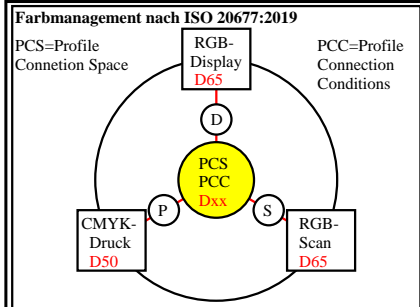 Farbmanagement nach ISO 20677:2019
PCS=Profile
Connetion Space
RGB-
Display
D65
PCC=Profile
Connection
Conditions
D
PCS
PCC
Dxx
P
S
CMYK-
Druck
D50
RGB-
Scan
D65